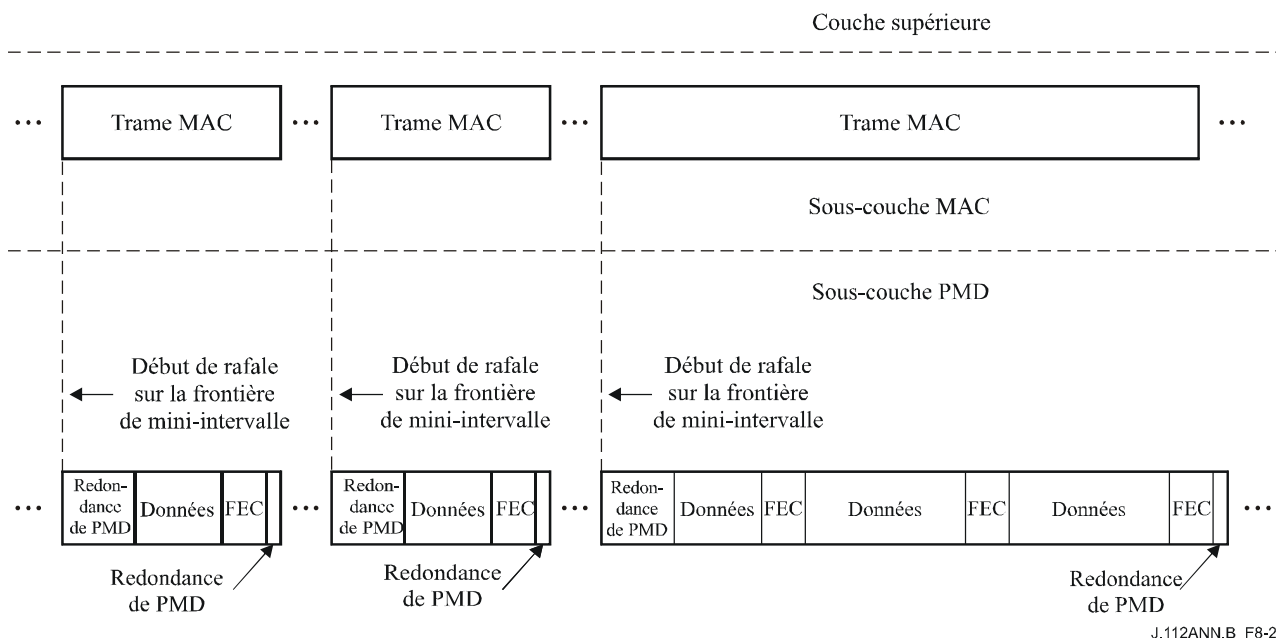 Couche supérieure
••• Trame MAC ••• Trame MAC ••• Trame MAC •••
Sous-couche MAC
Sous-couche PMD
Début de rafale
sur la frontière
de mini-intervalle
Début de rafale
sur la frontière
de mini-intervalle
Début de rafale
sur la frontière
de mini-intervalle
•••
Redon-
dance
de PMD
Données
FEC
•••
Redon-
dance
de PMD
Données
FEC
•••
Redon-
dance
de PMD
Données
FEC
Données
FEC
Données
FEC
•••
Redondance
de PMD
Redondance
de PMD
Redondance
de PMD
J.112ANN.B_F8-2